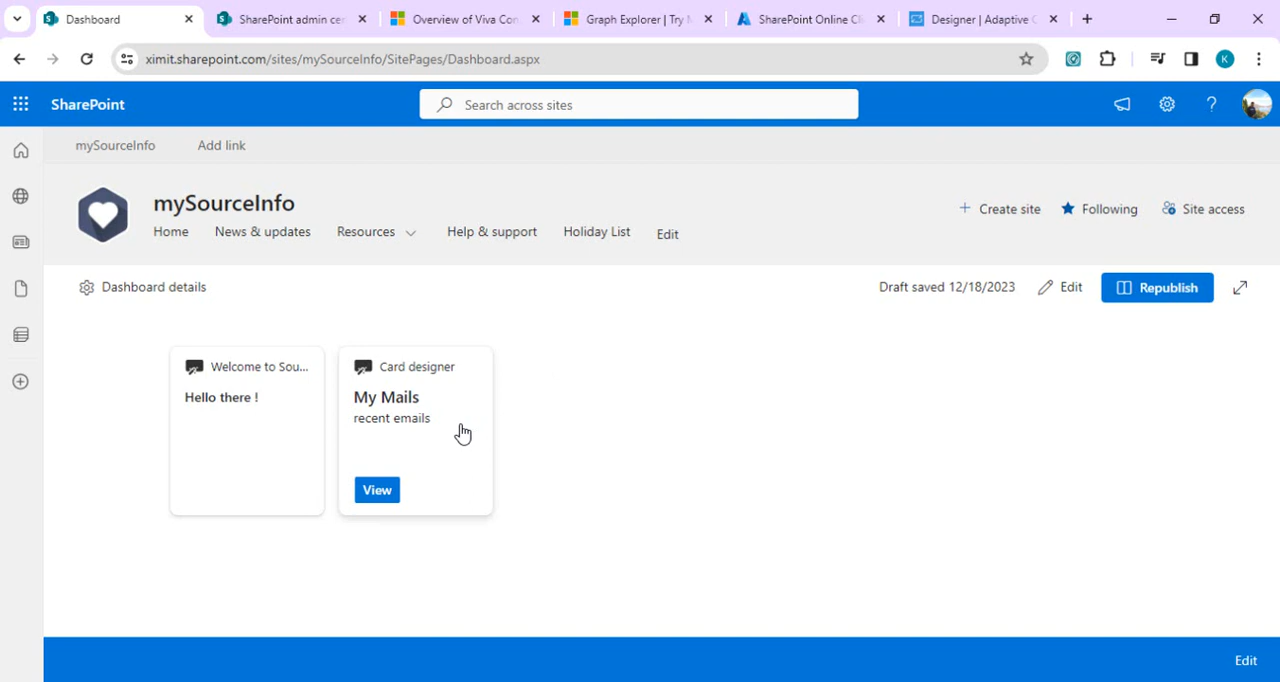 Dashboard
SharePoint admin cen
Overview of Viva Con
Graph Explorer | Try M
SharePoint Online Cli
Designer | Adaptive C
ximit.sharepoint.com/sites/mySourceInfo/SitePages/Dashboard.aspx
K
SharePoint
Search across sites
mySourceInfo
Add link
mySourceInfo
Create site
Following
Site access
Home
News & updates
Resources
Help & support
Holiday List
Edit
Dashboard details
Draft saved 12/18/2023
Edit
Republish
Welcome to Sou...
Hello there !
Card designer
My Mails
recent emails
View
Edit